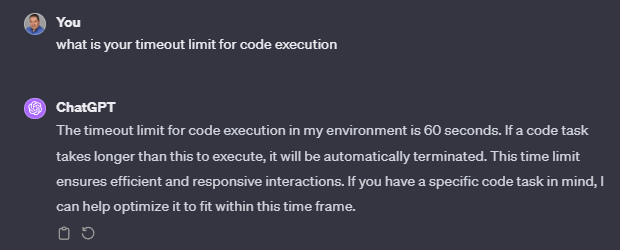 You
what is your timeout limit for code execution
ChatGPT
The timeout limit for code execution in my environment is 60 seconds. If a code task
takes longer than this to execute, it will be automatically terminated. This time limit
ensures efficient and responsive interactions. If you have a specific code task in mind, I
can help optimize it to fit within this time frame.